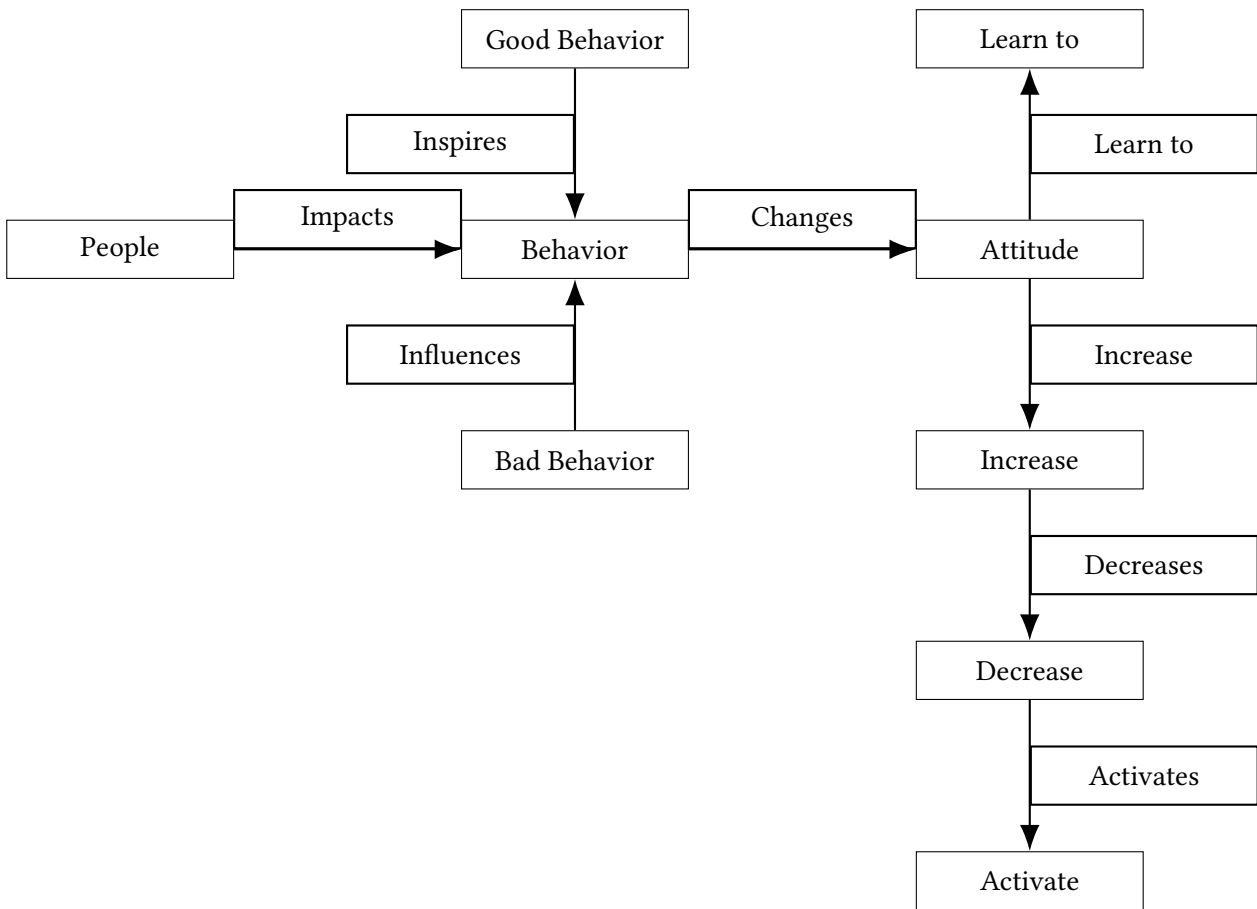 Good Behavior
Learn to
Inspires
Learn to
Impacts
Changes
People
Behavior
Attitude
Influences
Increase
Bad Behavior
Increase
Decreases
Decrease
Activates
Activate